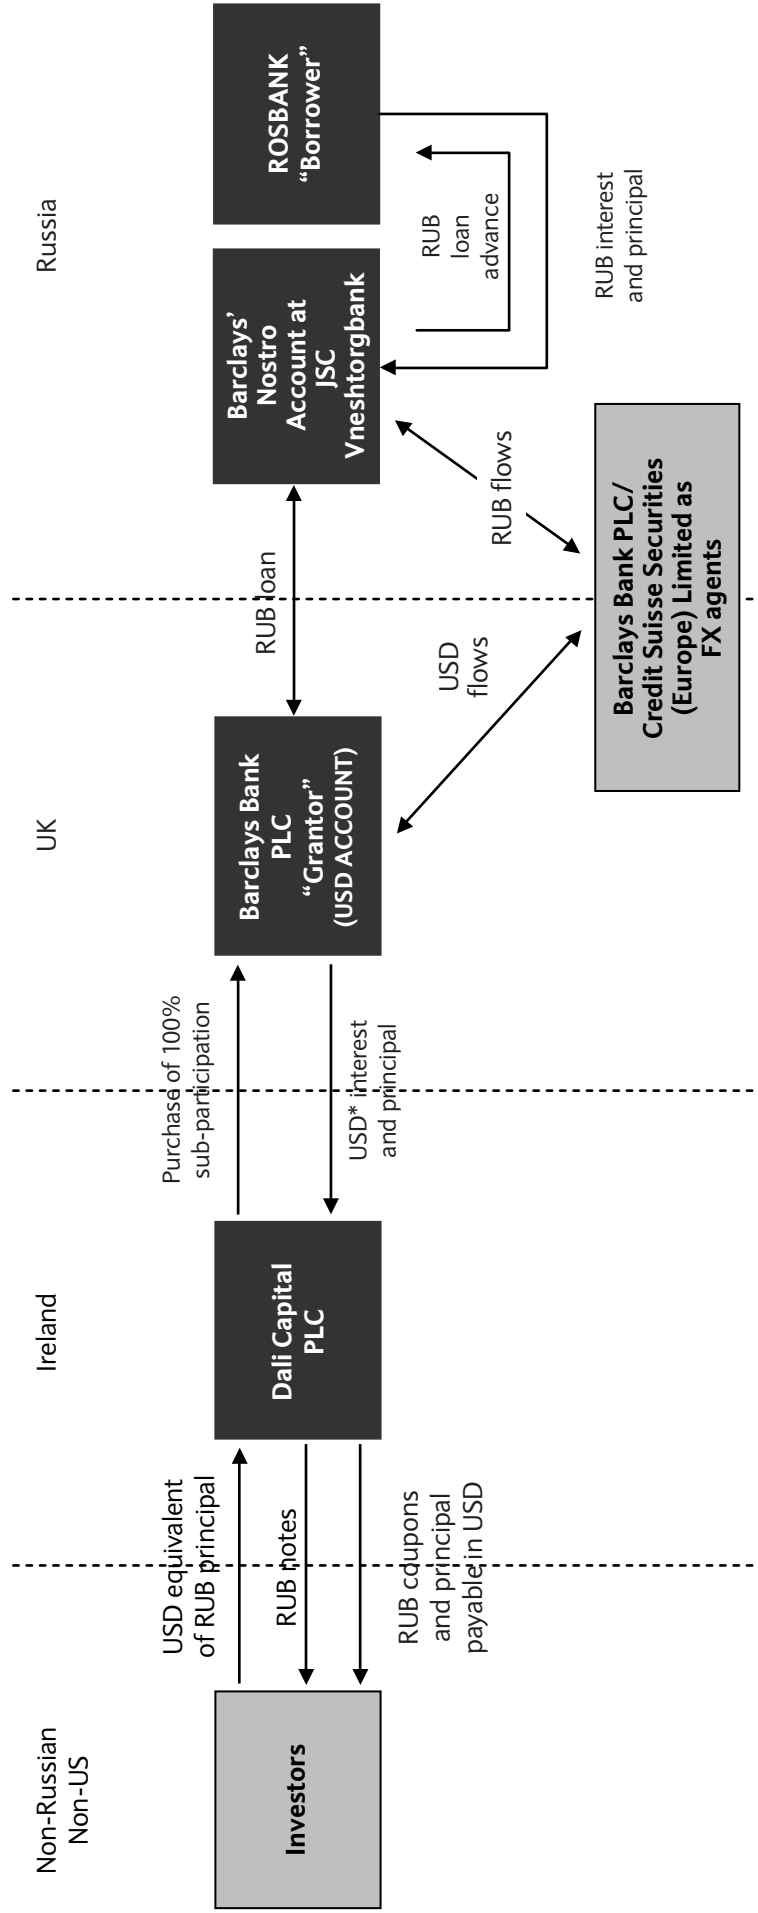 Non-Russian
Non-US
Ireland
UK
Russia
Investors
USD equivalent
of RUB principal
RUB notes
RUB coupons
and principal
payable in USD
Dali Capital
PLC
Purchase of 100%
sub-participation
USD* interest
and principal
Barclays Bank
PLC
“Grantor”
(USD ACCOUNT)
RUB loan
USD
flows
RUB flows
Barclays Bank PLC/
Credit Suisse Securities
(Europe) Limited as
FX agents
Barclays’
Nostro
Account at
JSC
Vneshtorgbank
ROSBANK
“Borrower”
RUB
loan
advance
RUB interest
and principal